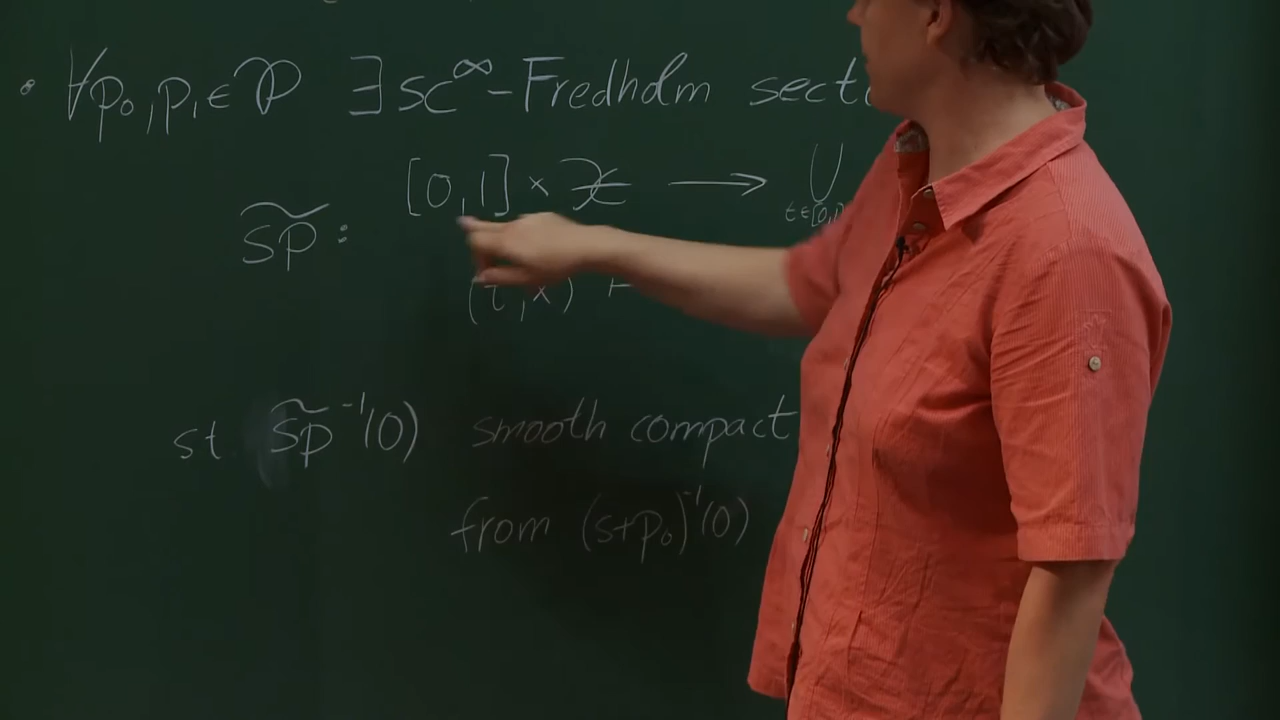 • ∀p₀,p₁∈𝒫 ∃ sc^∞-Fredholm secti
s̃p̃ : [0,1] × 𝒳 ⟶ ⋃ t∈[0,1]
(t,x) ↦
st s̃p̃⁻¹(0) smooth compact
from (s+p₀)⁻¹(0)